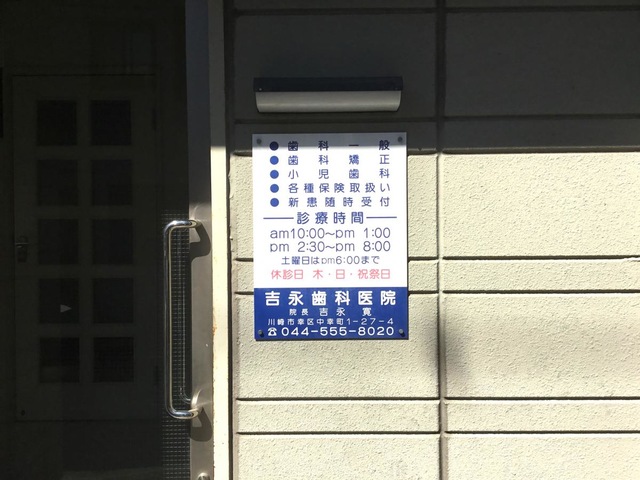 ● 歯科一般
● 歯科矯正
● 小児歯科
● 各種保険取扱い
● 新患随時受付
診療時間
am10:00～pm 1:00
pm 2:30～pm 8:00
土曜日はpm6:00まで
休診日 木・日・祝祭日
吉永歯科医院
院長 吉永 寛
川崎市幸区中幸町1-27-4
☎044-555-8020